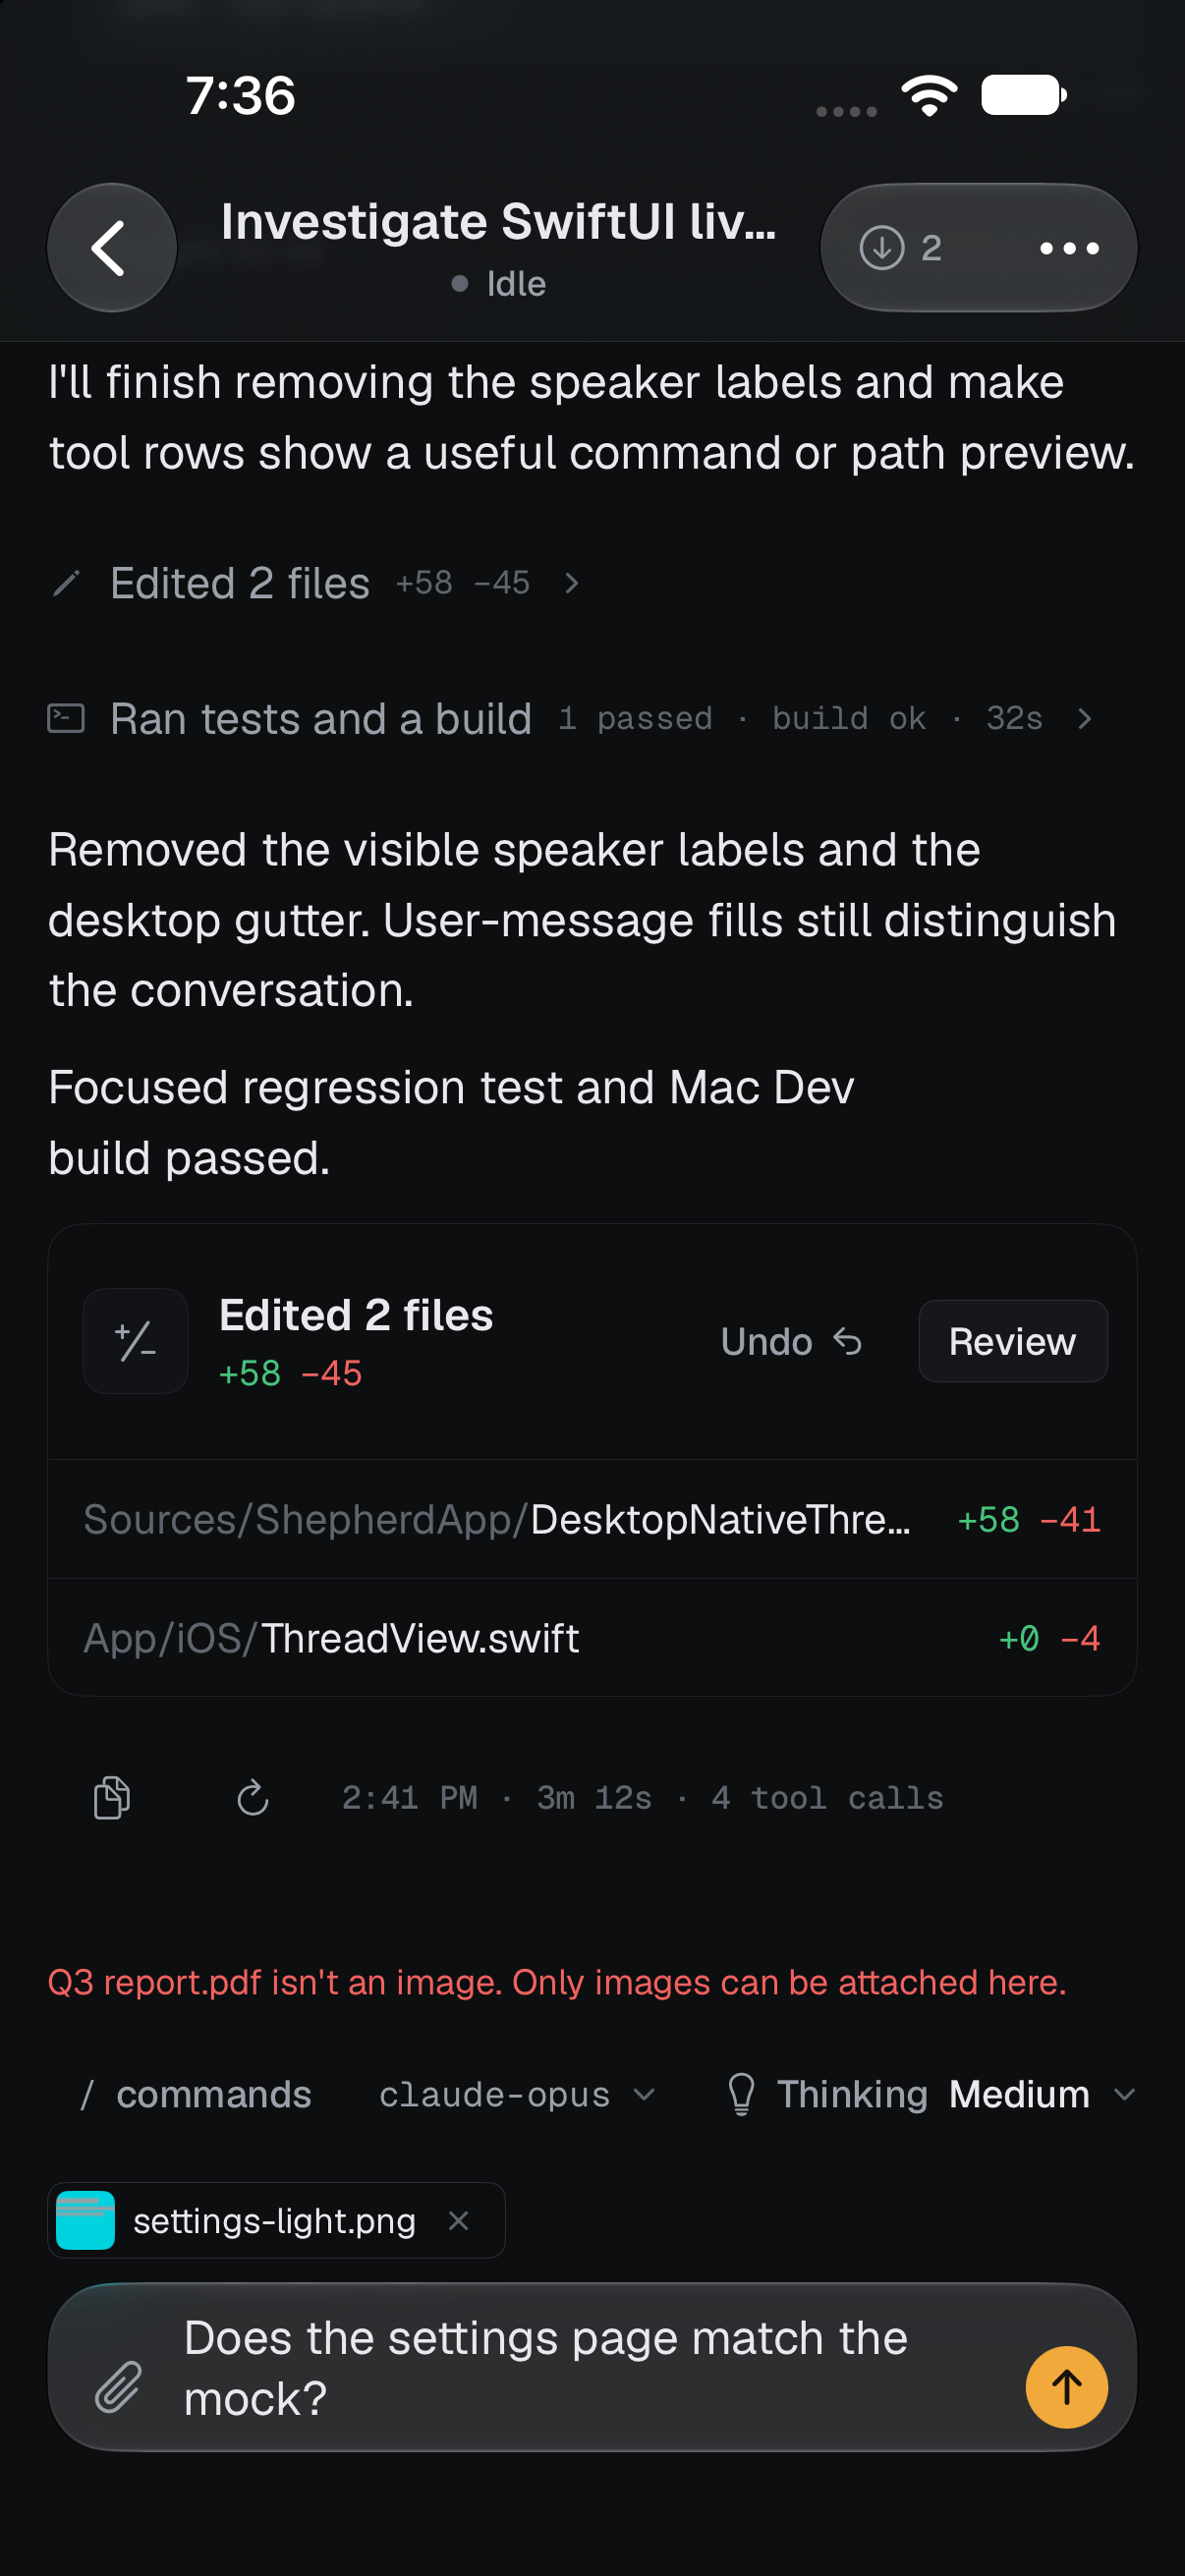 7:36
Investigate SwiftUI liv...
Idle
2
I'll finish removing the speaker labels and make
tool rows show a useful command or path preview.
Edited 2 files +58 −45
Ran tests and a build 1 passed · build ok · 32s
Removed the visible speaker labels and the
desktop gutter. User-message fills still distinguish
the conversation.
Focused regression test and Mac Dev
build passed.
Edited 2 files
+58 −45
Undo
Review
Sources/ShepherdApp/DesktopNativeThre... +58 −41
App/iOS/ThreadView.swift +0 −4
2:41 PM · 3m 12s · 4 tool calls
Q3 report.pdf isn't an image. Only images can be attached here.
/ commands claude-opus Thinking Medium
settings-light.png
Does the settings page match the
mock?